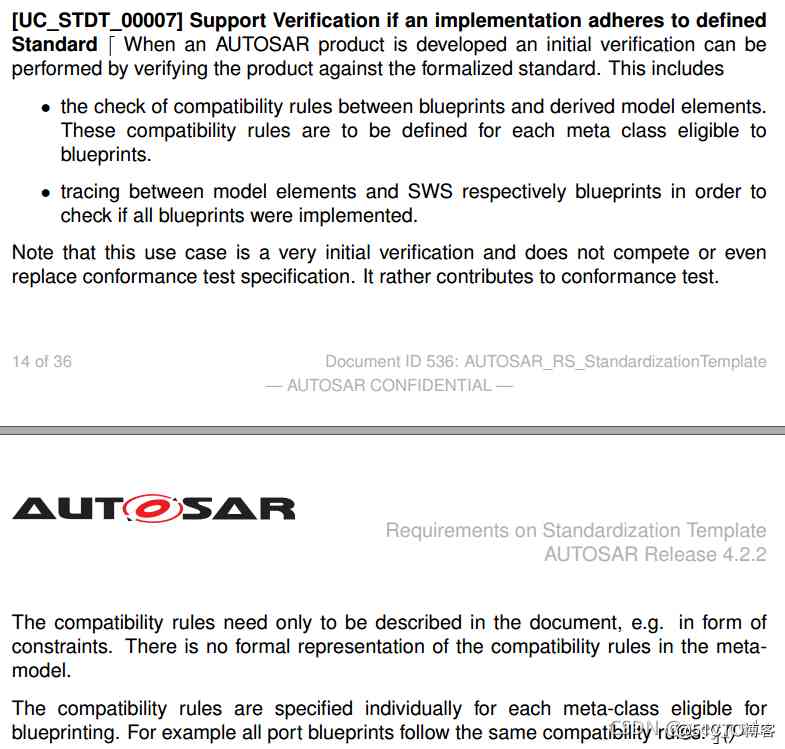 [UC_STDT_00007] Support Verification if an implementation adheres to defined
Standard ⌈ When an AUTOSAR product is developed an initial verification can be
performed by verifying the product against the formalized standard. This includes
• the check of compatibility rules between blueprints and derived model elements.
These compatibility rules are to be defined for each meta class eligible to
blueprints.
• tracing between model elements and SWS respectively blueprints in order to
check if all blueprints were implemented.
Note that this use case is a very initial verification and does not compete or even
replace conformance test specification. It rather contributes to conformance test.
14 of 36
Document ID 536: AUTOSAR_RS_StandardizationTemplate
— AUTOSAR CONFIDENTIAL —
AUTOSAR
Requirements on Standardization Template
AUTOSAR Release 4.2.2
The compatibility rules need only to be described in the document, e.g. in form of
constraints. There is no formal representation of the compatibility rules in the meta-
model.
The compatibility rules are specified individually for each meta-class eligible for
blueprinting. For example all port blueprints follow the same compatibility rules.
@51CTO博客